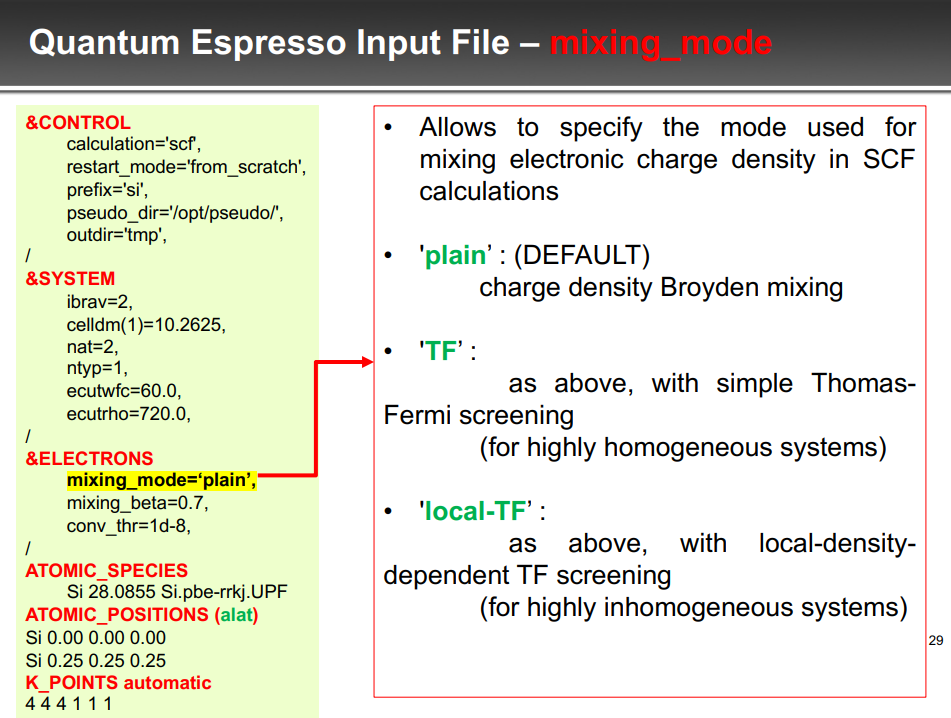 Quantum Espresso Input File – mixing_mode
&CONTROL
calculation='scf',
restart_mode='from_scratch',
prefix='si',
pseudo_dir='/opt/pseudo/',
outdir='tmp',
/
&SYSTEM
ibrav=2,
celldm(1)=10.2625,
nat=2,
ntyp=1,
ecutwfc=60.0,
ecutrho=720.0,
/
&ELECTRONS
mixing_mode=‘plain’,
mixing_beta=0.7,
conv_thr=1d-8,
/
ATOMIC_SPECIES
Si 28.0855 Si.pbe-rrkj.UPF
ATOMIC_POSITIONS (alat)
Si 0.00 0.00 0.00
Si 0.25 0.25 0.25
K_POINTS automatic
4 4 4 1 1 1
• Allows to specify the mode used for
mixing electronic charge density in SCF
calculations
• 'plain’ : (DEFAULT)
charge density Broyden mixing
• 'TF’ :
as above, with simple Thomas-
Fermi screening
(for highly homogeneous systems)
• 'local-TF’ :
as above, with local-density-
dependent TF screening
(for highly inhomogeneous systems)
29